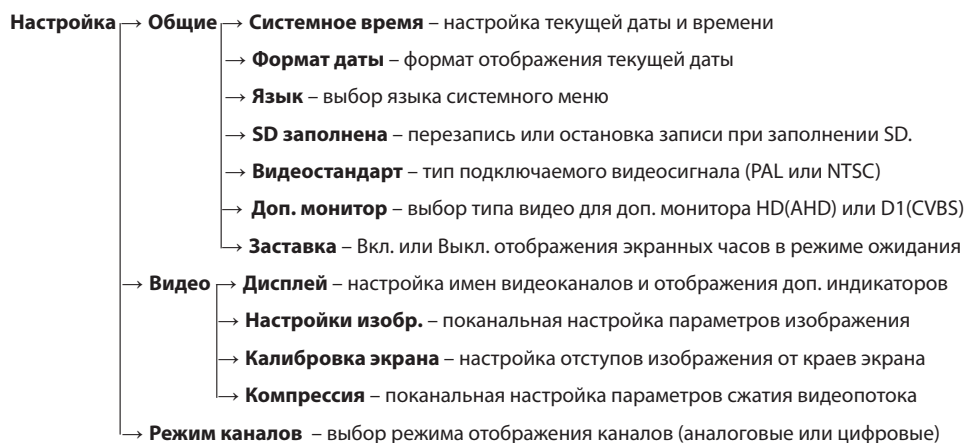 Настройка → Общие → Системное время – настройка текущей даты и времени
→ Формат даты – формат отображения текущей даты
→ Язык – выбор языка системного меню
→ SD заполнена – перезапись или остановка записи при заполнении SD.
→ Видеостандарт – тип подключаемого видеосигнала (PAL или NTSC)
→ Доп. монитор – выбор типа видео для доп. монитора HD(AHD) или D1(CVBS)
→ Заставка – Вкл. или Выкл. отображения экранных часов в режиме ожидания
→ Видео → Дисплей – настройка имен видеоканалов и отображения доп. индикаторов
→ Настройки изобр. – поканальная настройка параметров изображения
→ Калибровка экрана – настройка отступов изображения от краев экрана
→ Компрессия – поканальная настройка параметров сжатия видеопотока
→ Режим каналов – выбор режима отображения каналов (аналоговые или цифровые)